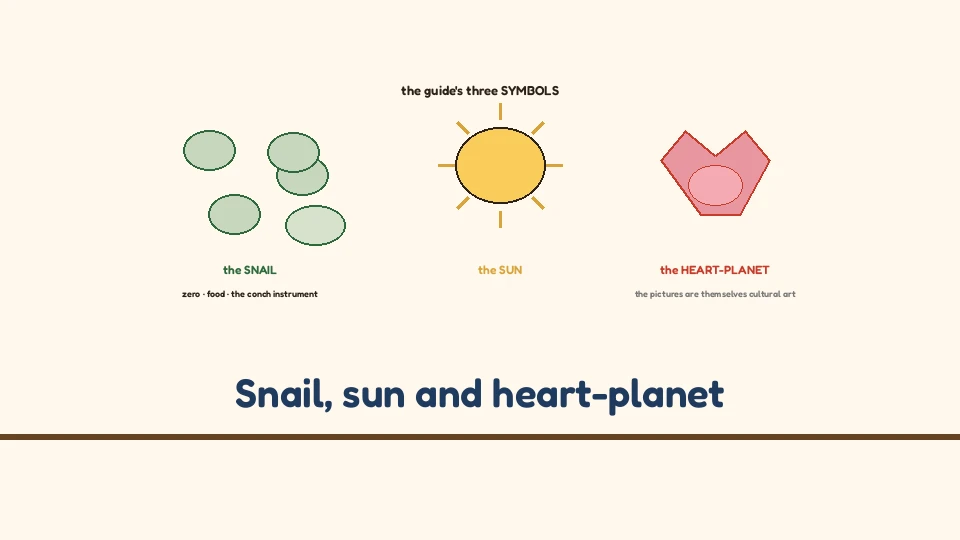 the guide's three SYMBOLS
the SNAIL
the SUN
the HEART-PLANET
zero · food · the conch instrument
the pictures are themselves cultural art
Snail, sun and heart-planet